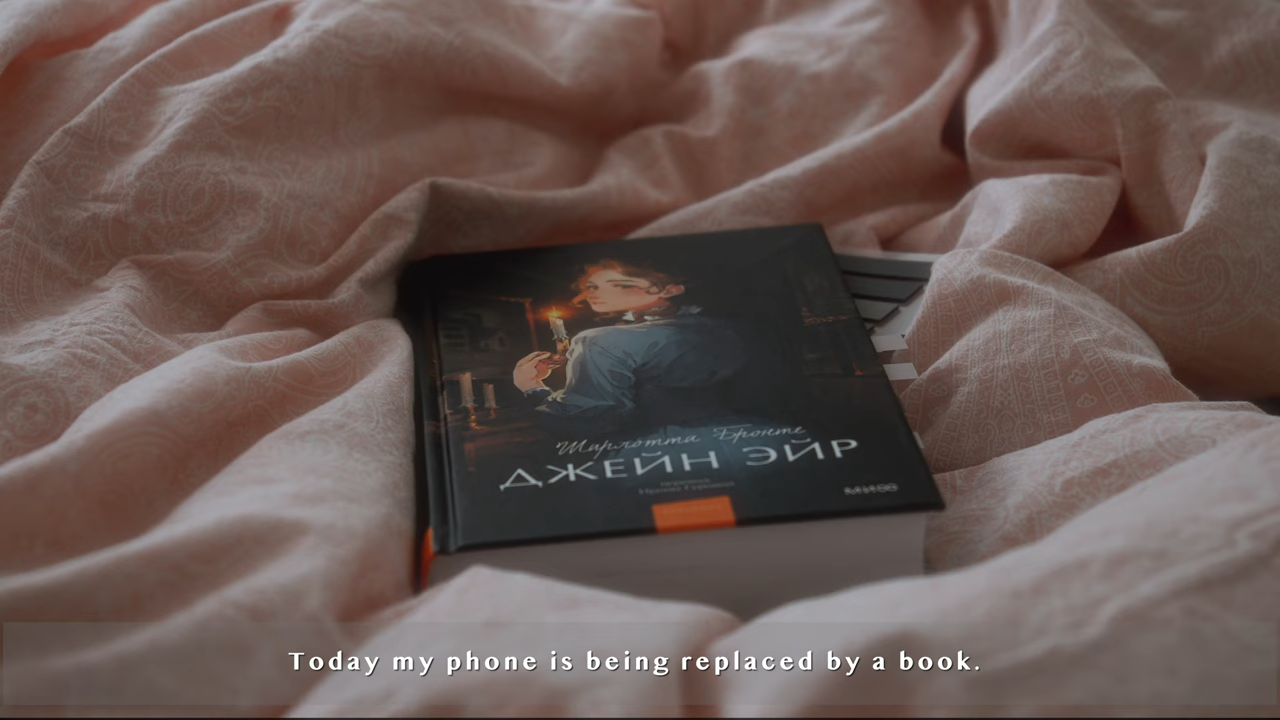 Шарлотта Бронте
ДЖЕЙН ЭЙР
МИФ
Today my phone is being replaced by a book.